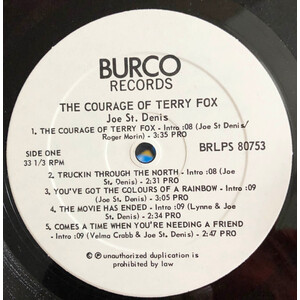 BURCO
RECORDS
THE COURAGE OF TERRY FOX
Joe St. Denis
1. THE COURAGE OF TERRY FOX - Intro :08 (Joe St Denis/
Roger Morin) - 3:35 PRO
SIDE ONE
33 1/3 RPM
BRLPS 80753
2. TRUCKIN THROUGH THE NORTH - Intro :08 (Joe
St. Denis) - 2:31 PRO
3. YOU'VE GOT THE COLOURS OF A RAINBOW - Intro :09
(Joe St. Denis) - 3:05 PRO
4. THE MOVIE HAS ENDED - Intro :09 (Lynne & Joe
St. Denis) - 2:34 PRO
5. COMES A TIME WHEN YOU'RE NEEDING A FRIEND
- Intro :09 (Velma Crabb & Joe St. Denis) - 2:47 PRO
© ℗ unauthorized duplication is
prohibited by law